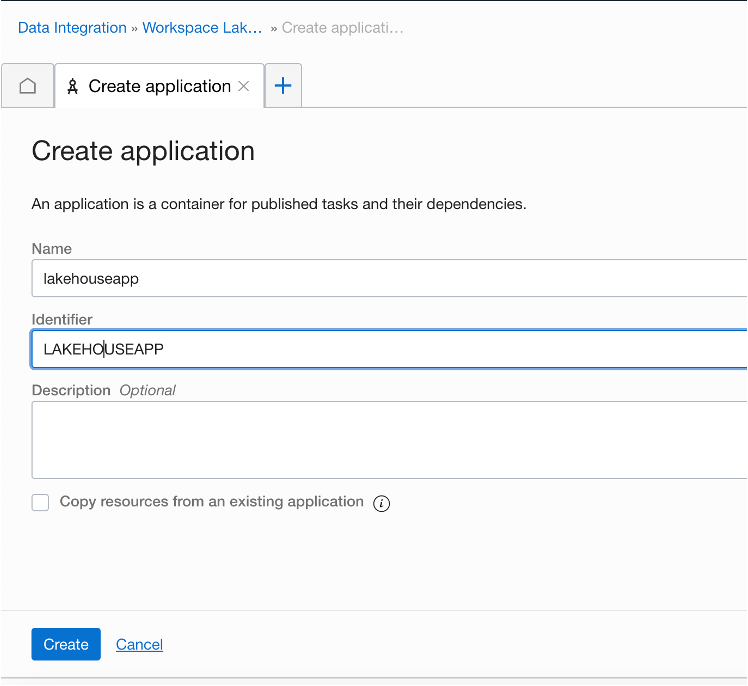 Data Integration » Workspace Lak... » Create applicati...
Create application
Create application
An application is a container for published tasks and their dependencies.
Name
lakehouseapp
Identifier
LAKEHOUSEAPP
Description Optional
Copy resources from an existing application
Create Cancel